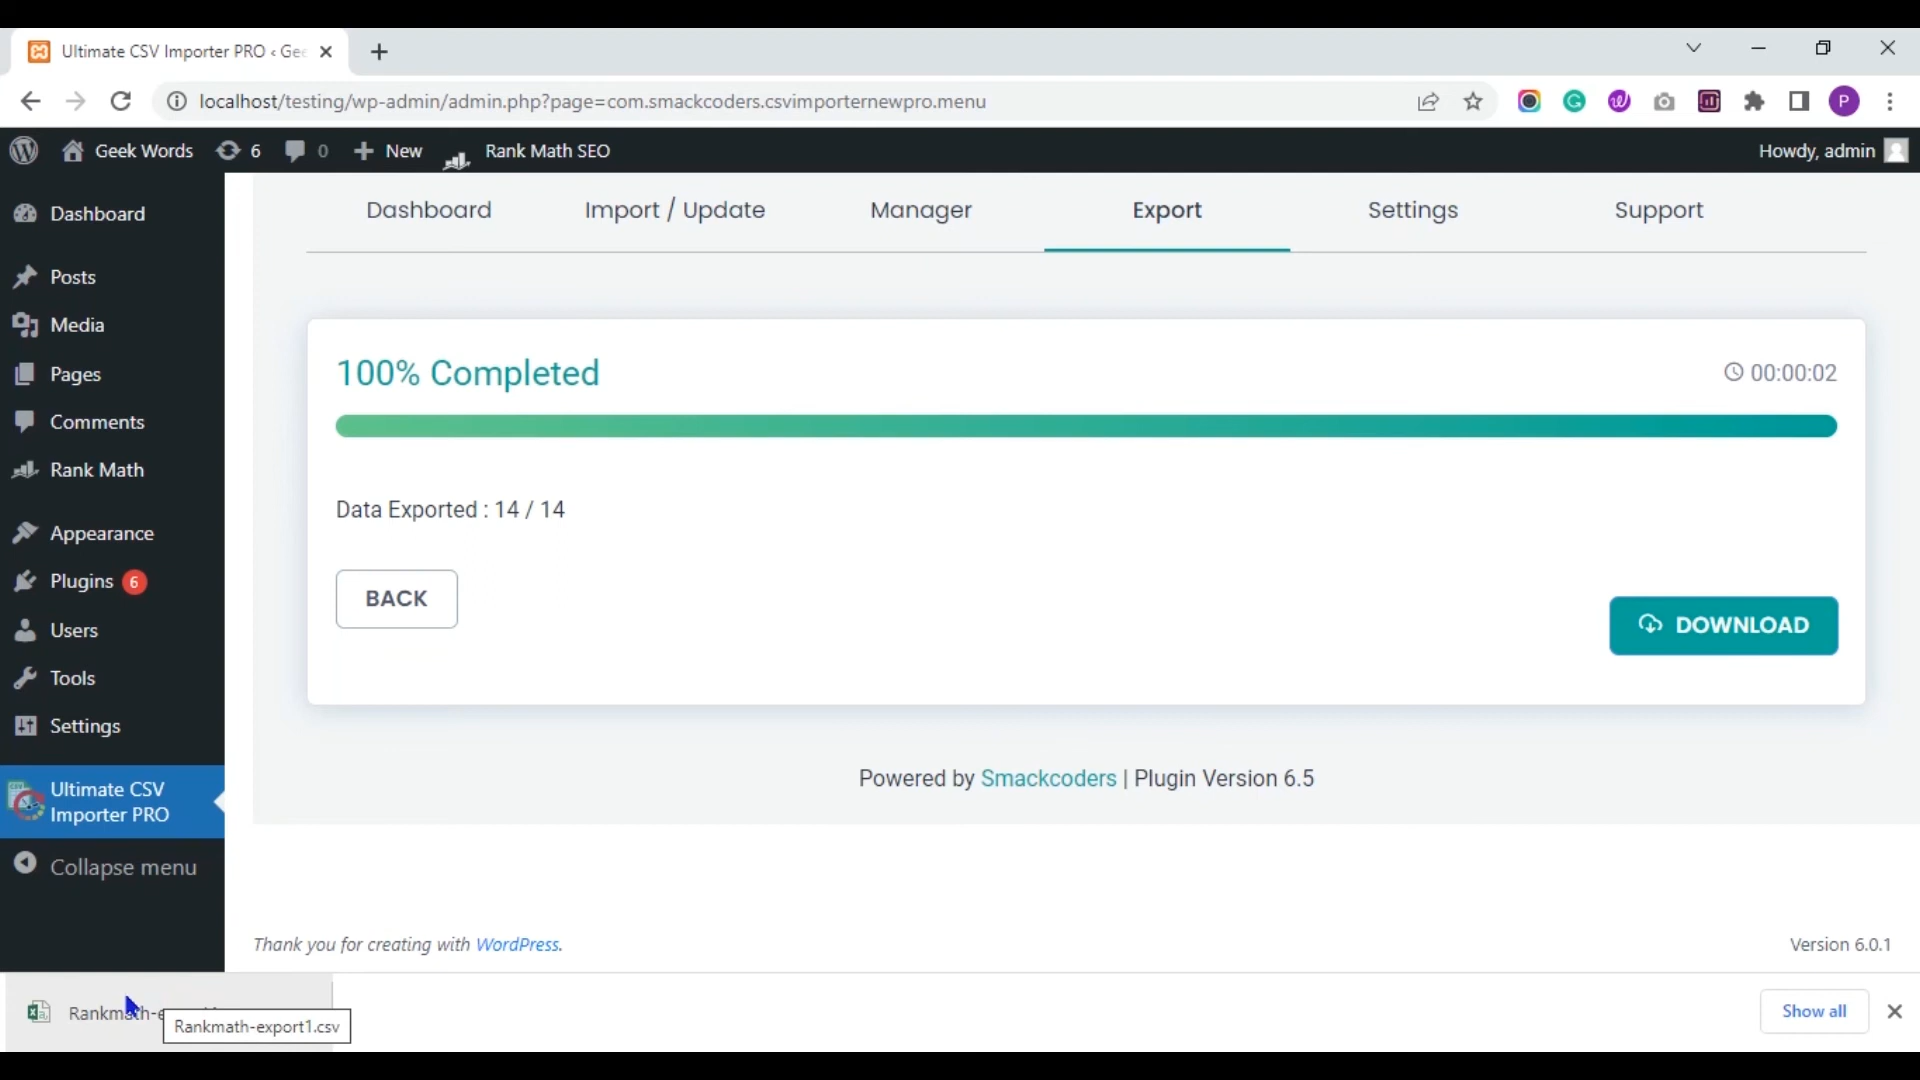 Ultimate CSV Importer PRO ‹ Gee
localhost/testing/wp-admin/admin.php?page=com.smackcoders.csvimporternewpro.menu
P
Geek Words 6 0 New Rank Math SEO Howdy, admin
Dashboard
Posts
Media
Pages
Comments
Rank Math
Appearance
Plugins 6
Users
Tools
Settings
Ultimate CSV
Importer PRO
Collapse menu
Dashboard Import / Update Manager Export Settings Support
100% Completed 00:00:02
Data Exported : 14 / 14
BACK
DOWNLOAD
Powered by Smackcoders | Plugin Version 6.5
Thank you for creating with WordPress. Version 6.0.1
Rankmath-export1.csv
Show all